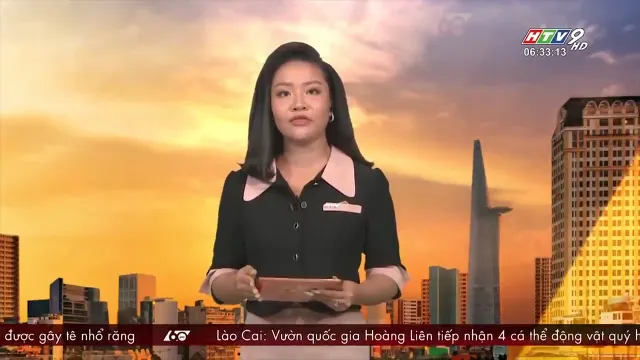 HTV9
HD
06:33:13
được gây tê nhổ răng
60
Lào Cai: Vườn quốc gia Hoàng Liên tiếp nhận 4 cá thể động vật quý